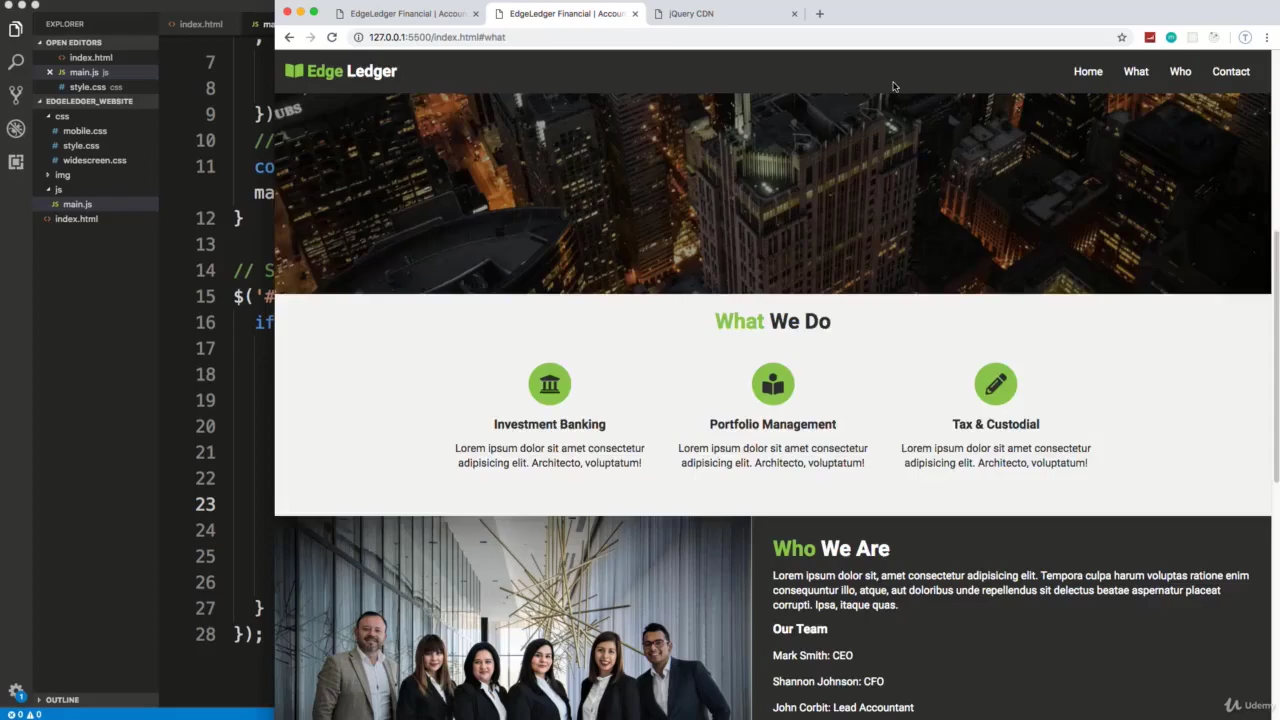 EXPLORER
OPEN EDITORS
index.html
main.js js
style.css css
EDGELEDGER_WEBSITE
css
mobile.css
style.css
widescreen.css
img
js
main.js
index.html
OUTLINE
1
0 0
index.html
7
8
9 })
10 //
11 co
ma
12 }
13
14 // S
15 $('#
16 if
17
18
19
20
21
22
23
24
25
26
27 }
28 });
EdgeLedger Financial | Accoun
EdgeLedger Financial | Accoun
jQuery CDN
127.0.0.1:5500/index.html#what
T
Edge Ledger
Home What Who Contact
What We Do
Investment Banking
Lorem ipsum dolor sit amet consectetur
adipisicing elit. Architecto, voluptatum!
Portfolio Management
Lorem ipsum dolor sit amet consectetur
adipisicing elit. Architecto, voluptatum!
Tax & Custodial
Lorem ipsum dolor sit amet consectetur
adipisicing elit. Architecto, voluptatum!
Who We Are
Lorem ipsum dolor sit, amet consectetur adipisicing elit. Tempora culpa harum voluptas ratione enim
consequuntur illo, atque, aut doloribus unde repellendus sit delectus beatae aspernatur placeat
corrupti. Ipsa, itaque quas.
Our Team
Mark Smith: CEO
Shannon Johnson: CFO
John Corbit: Lead Accountant
Udemy